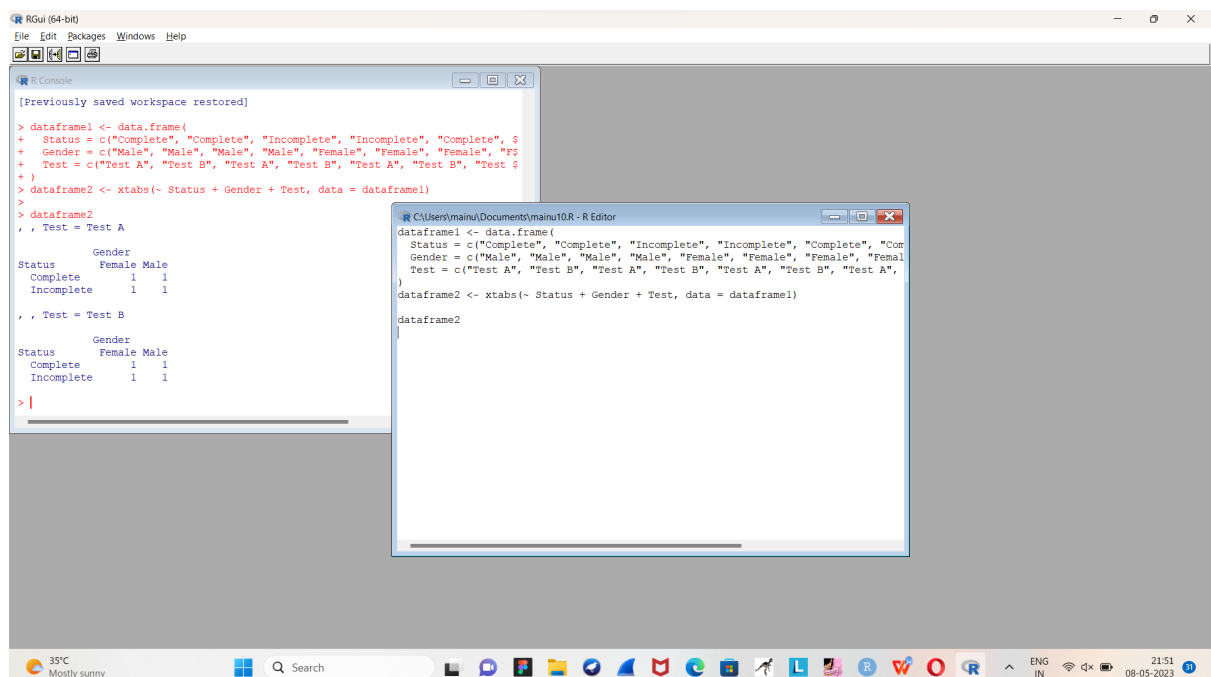 RGui (64-bit)
File Edit Packages Windows Help
R Console
[Previously saved workspace restored]
> dataframe1 <- data.frame(
+   Status = c("Complete", "Complete", "Incomplete", "Incomplete", "Complete", $
+   Gender = c("Male", "Male", "Male", "Male", "Female", "Female", "Female", "F$
+   Test = c("Test A", "Test B", "Test A", "Test B", "Test A", "Test B", "Test $
+ )
> dataframe2 <- xtabs(~ Status + Gender + Test, data = dataframe1)
>
> dataframe2
, , Test = Test A
Gender
Status Female Male
Complete 1 1
Incomplete 1 1
, , Test = Test B
Gender
Status Female Male
Complete 1 1
Incomplete 1 1
>
C:\Users\mainu\Documents\mainu10.R - R Editor
dataframe1 <- data.frame(
  Status = c("Complete", "Complete", "Incomplete", "Incomplete", "Complete", "Com
  Gender = c("Male", "Male", "Male", "Male", "Female", "Female", "Female", "Femal
  Test = c("Test A", "Test B", "Test A", "Test B", "Test A", "Test B", "Test A",
)
dataframe2 <- xtabs(~ Status + Gender + Test, data = dataframe1)
dataframe2
35°C
Mostly sunny
Search
ENG
IN
21:51
08-05-2023
31